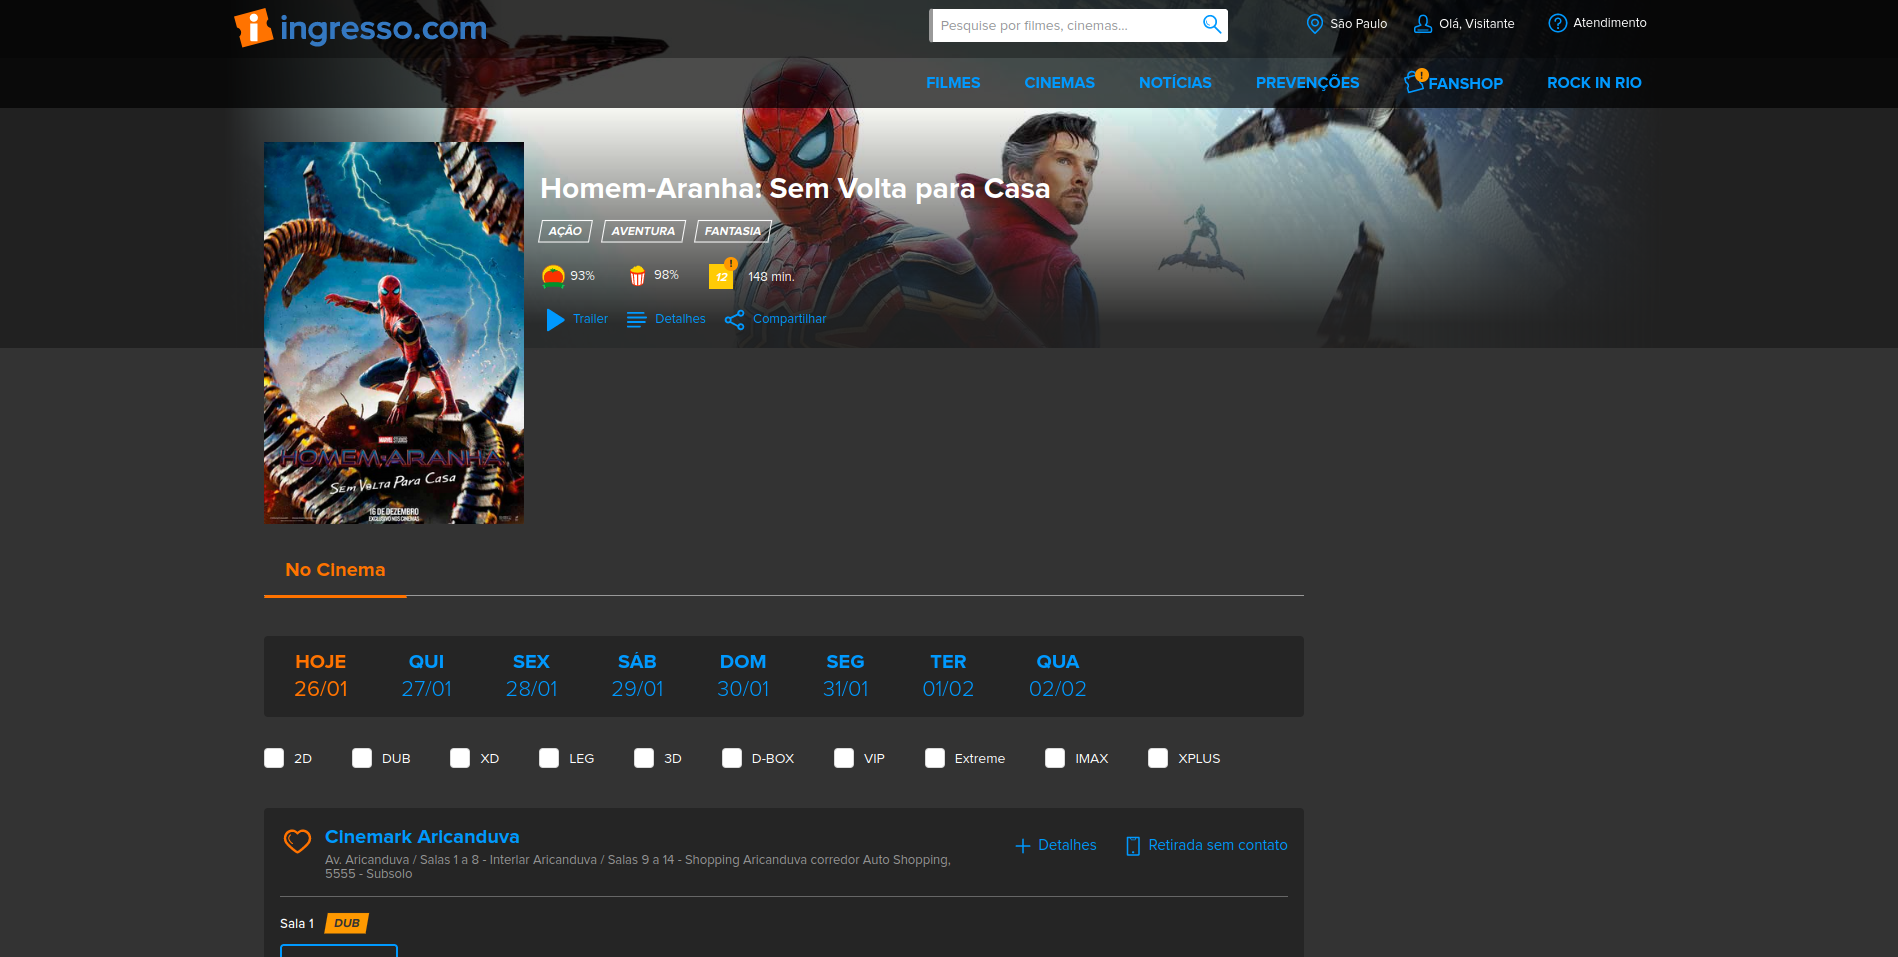 ingresso.com
Pesquise por filmes, cinemas...
São Paulo
Olá, Visitante
Atendimento
FILMES
CINEMAS
NOTÍCIAS
PREVENÇÕES
FANSHOP
ROCK IN RIO
Homem-Aranha: Sem Volta para Casa
AÇÃO
AVENTURA
FANTASIA
93%
98%
12
!
148 min.
Trailer
Detalhes
Compartilhar
MARVEL STUDIOS
HOMEM-ARANHA
Sem Volta Para Casa
16 DE DEZEMBRO
EXCLUSIVO NOS CINEMAS
No Cinema
HOJE
26/01
QUI
27/01
SEX
28/01
SÁB
29/01
DOM
30/01
SEG
31/01
TER
01/02
QUA
02/02
2D
DUB
XD
LEG
3D
D-BOX
VIP
Extreme
IMAX
XPLUS
Cinemark Aricanduva
Av. Aricanduva / Salas 1 a 8 - Interlar Aricanduva / Salas 9 a 14 - Shopping Aricanduva corredor Auto Shopping,
5555 - Subsolo
Detalhes
Retirada sem contato
Sala 1
DUB